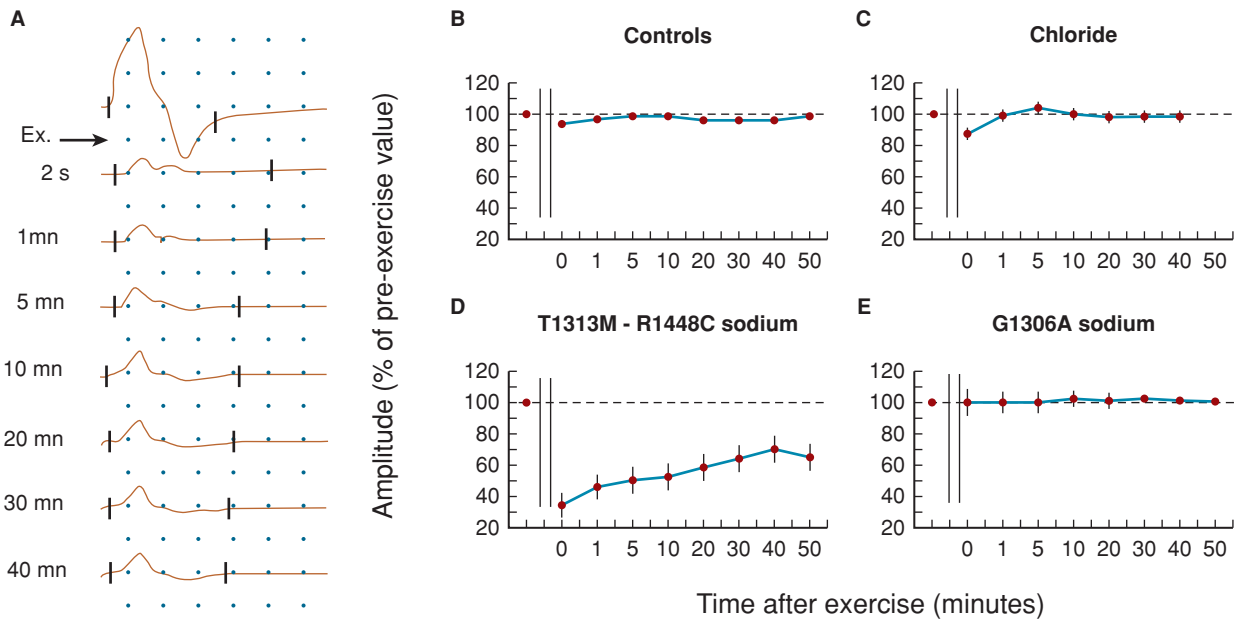 A
Ex.
2 s
1mn
5 mn
10 mn
20 mn
30 mn
40 mn
Amplitude (% of pre-exercise value)
B
Controls
120
100
80
60
40
20
0 1 5 10 20 30 40 50
C
Chloride
120
100
80
60
40
20
0 1 5 10 20 30 40 50
D
T1313M - R1448C sodium
120
100
80
60
40
20
0 1 5 10 20 30 40 50
E
G1306A sodium
120
100
80
60
40
20
0 1 5 10 20 30 40 50
Time after exercise (minutes)